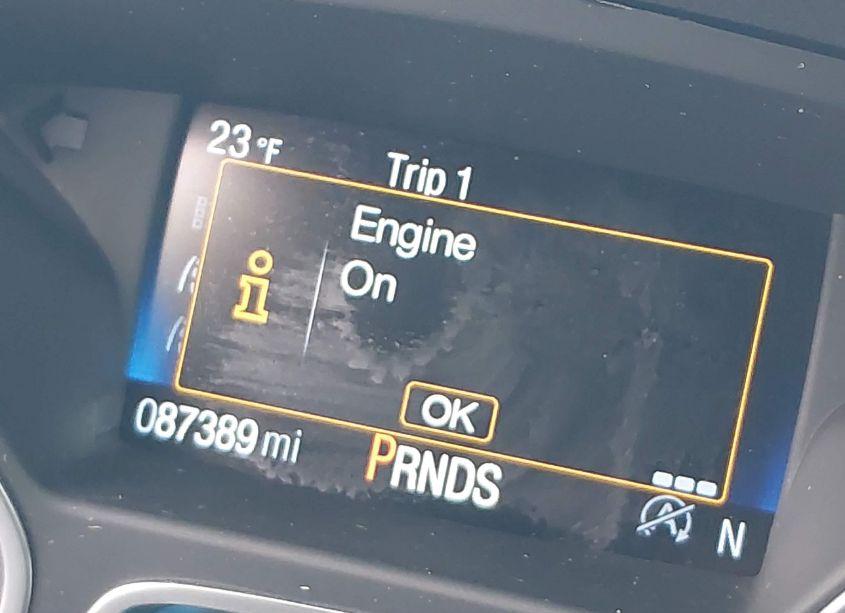 23°F
Trip 1
Engine
On
OK
087389 mi
PRNDS
A
N